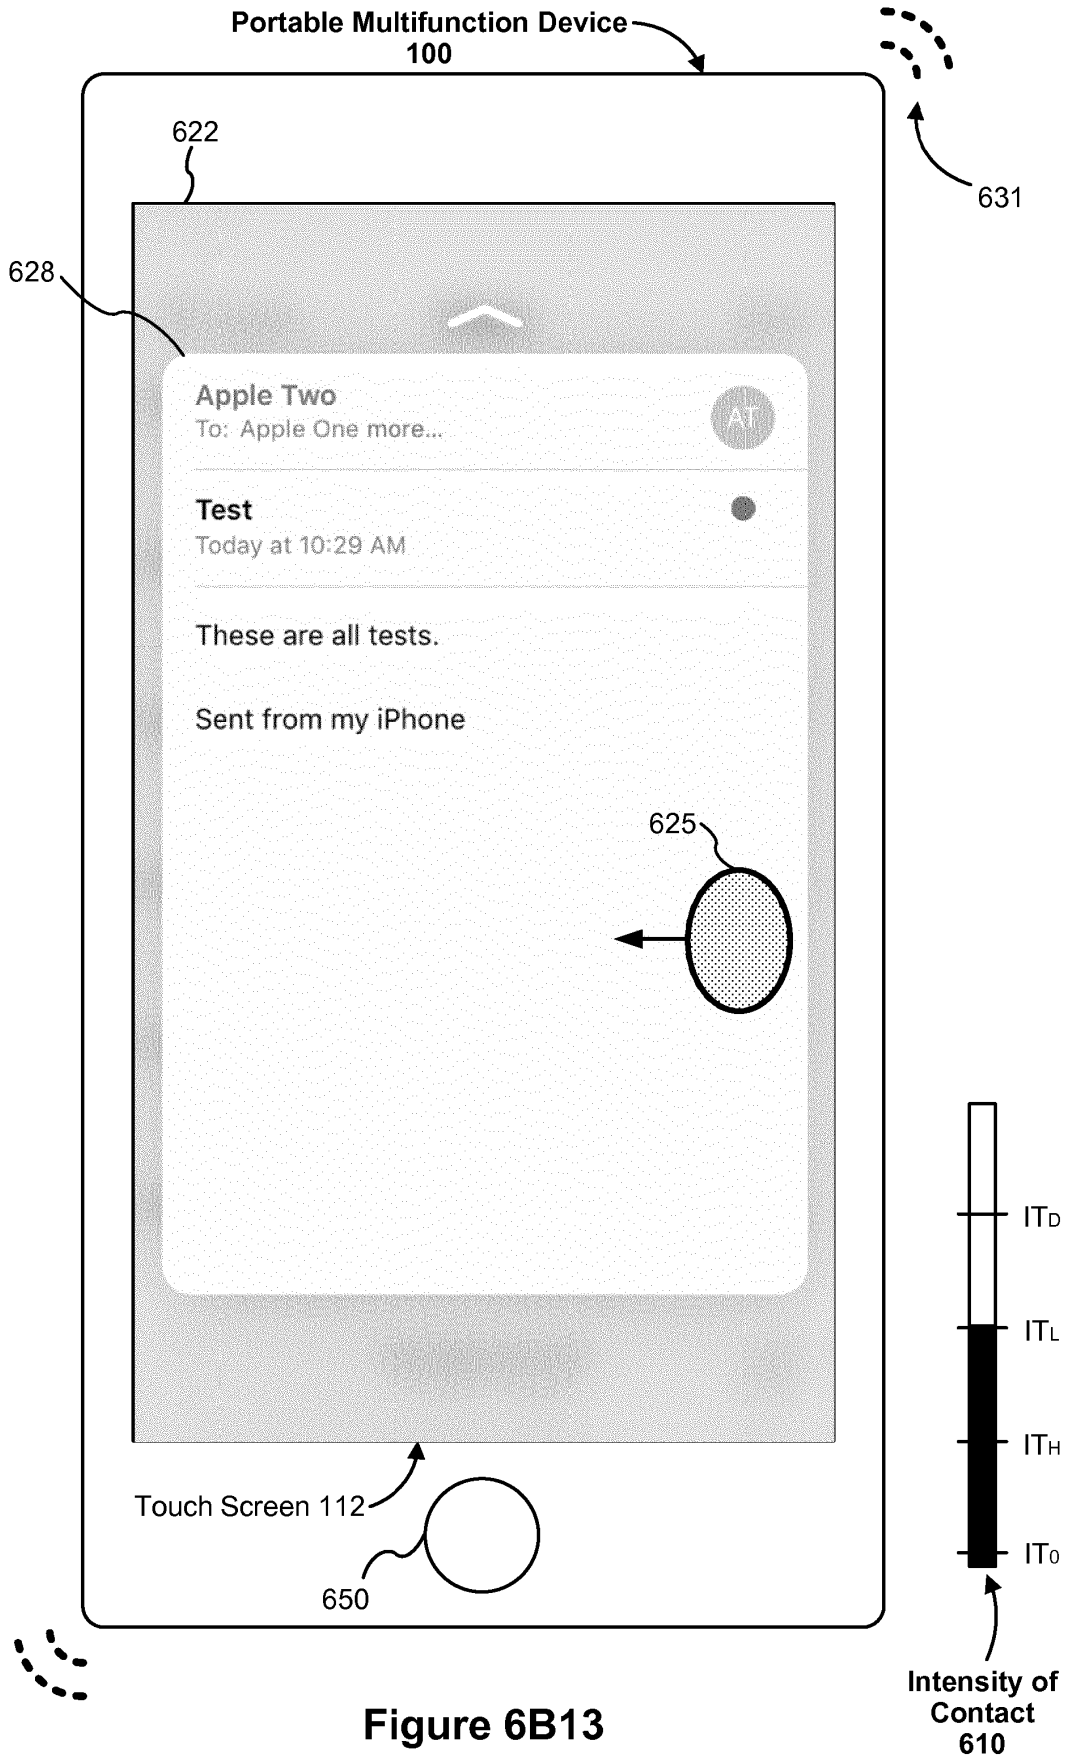 Portable Multifunction Device
100
631
622
628
Apple Two
To: Apple One more...
AT
Test
Today at 10:29 AM
These are all tests.
Sent from my iPhone
625
ITD
ITL
ITH
IT0
Touch Screen 112
650
Intensity of
Contact
610
Figure 6B13